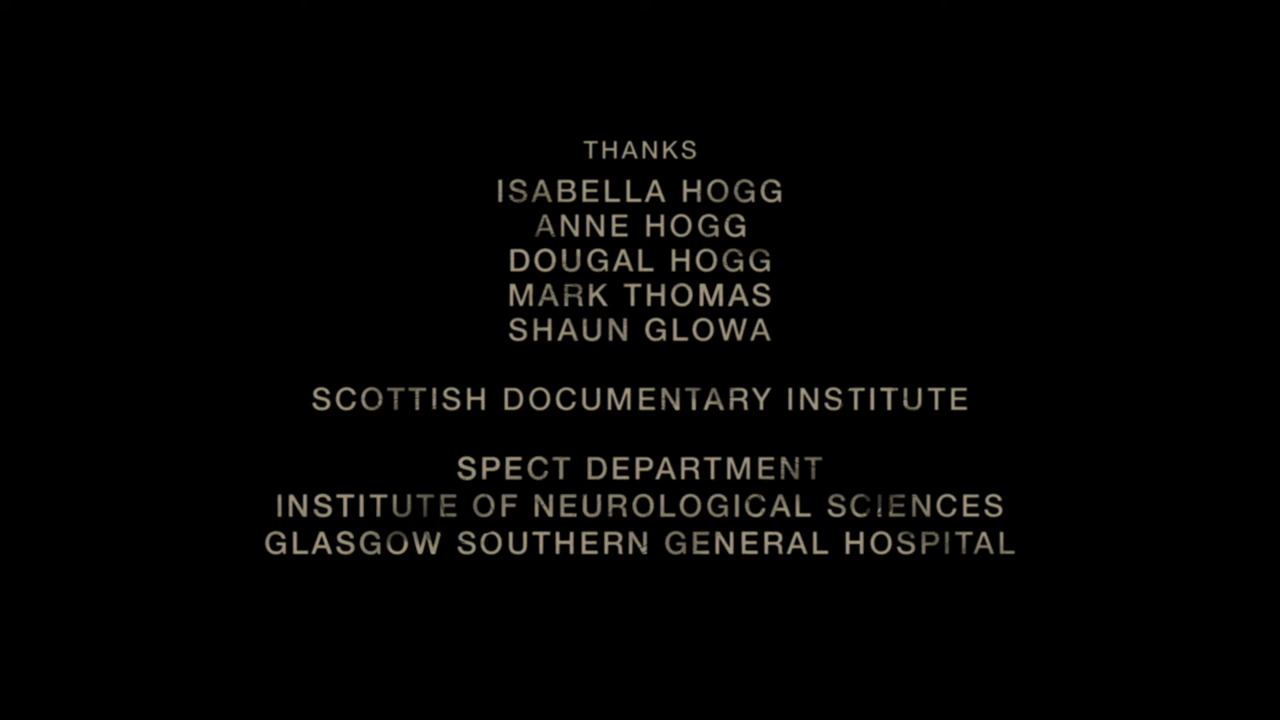 THANKS
ISABELLA HOGG
ANNE HOGG
DOUGAL HOGG
MARK THOMAS
SHAUN GLOWA
SCOTTISH DOCUMENTARY INSTITUTE
SPECT DEPARTMENT
INSTITUTE OF NEUROLOGICAL SCIENCES
GLASGOW SOUTHERN GENERAL HOSPITAL